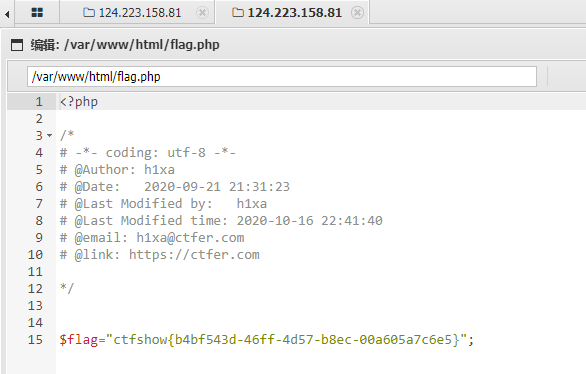 124.223.158.81 124.223.158.81
编辑: /var/www/html/flag.php
/var/www/html/flag.php
1 <?php
2
3 /*
4 # -*- coding: utf-8 -*-
5 # @Author: h1xa
6 # @Date:   2020-09-21 21:31:23
7 # @Last Modified by:   h1xa
8 # @Last Modified time: 2020-10-16 22:41:40
9 # @email: h1xa@ctfer.com
10 # @link: https://ctfer.com
11
12 */
13
14
15 $flag="ctfshow{b4bf543d-46ff-4d57-b8ec-00a605a7c6e5}";